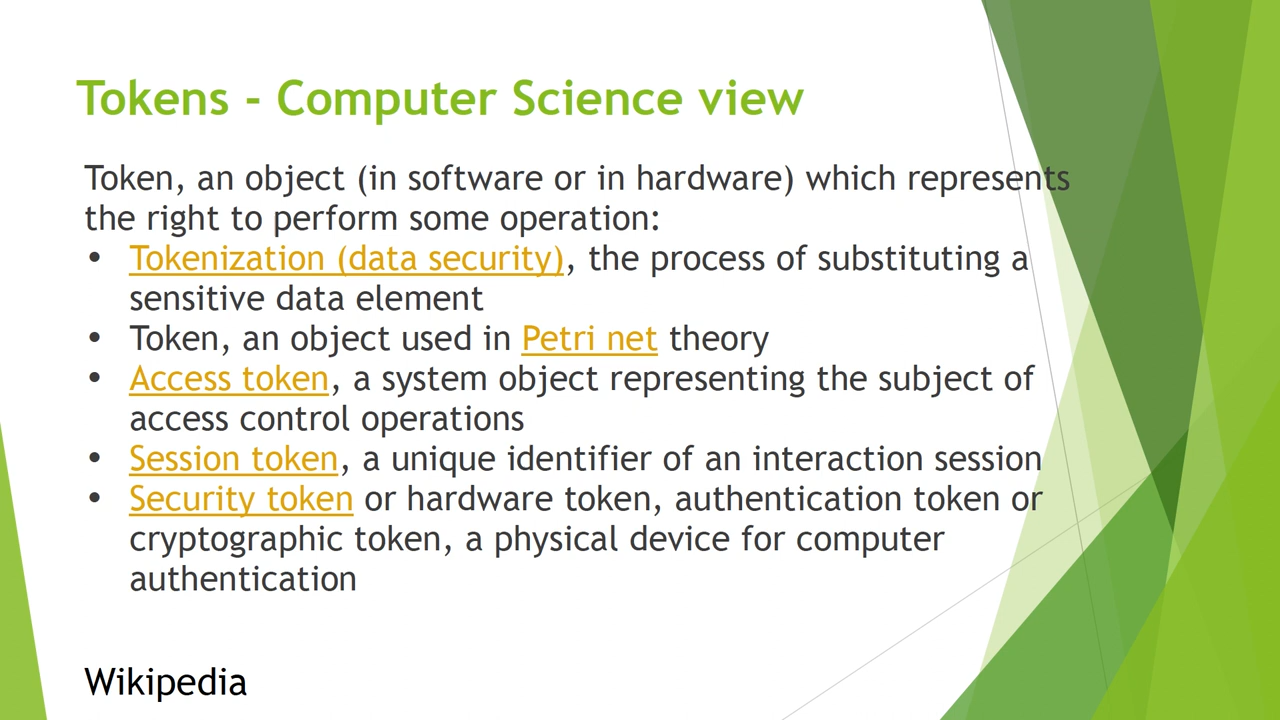 Tokens - Computer Science view
Token, an object (in software or in hardware) which represents
the right to perform some operation:
• Tokenization (data security), the process of substituting a
sensitive data element
• Token, an object used in Petri net theory
• Access token, a system object representing the subject of
access control operations
• Session token, a unique identifier of an interaction session
• Security token or hardware token, authentication token or
cryptographic token, a physical device for computer
authentication
Wikipedia